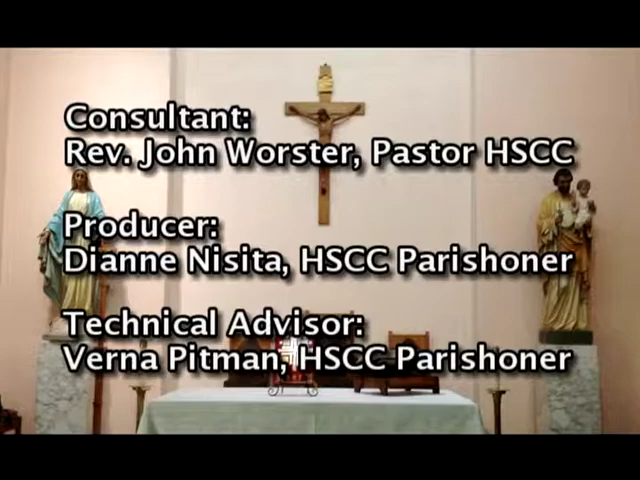 Consultant:
Rev. John Worster, Pastor HSCC
Producer:
Dianne Nisita, HSCC Parishoner
Technical Advisor:
Verna Pitman, HSCC Parishoner